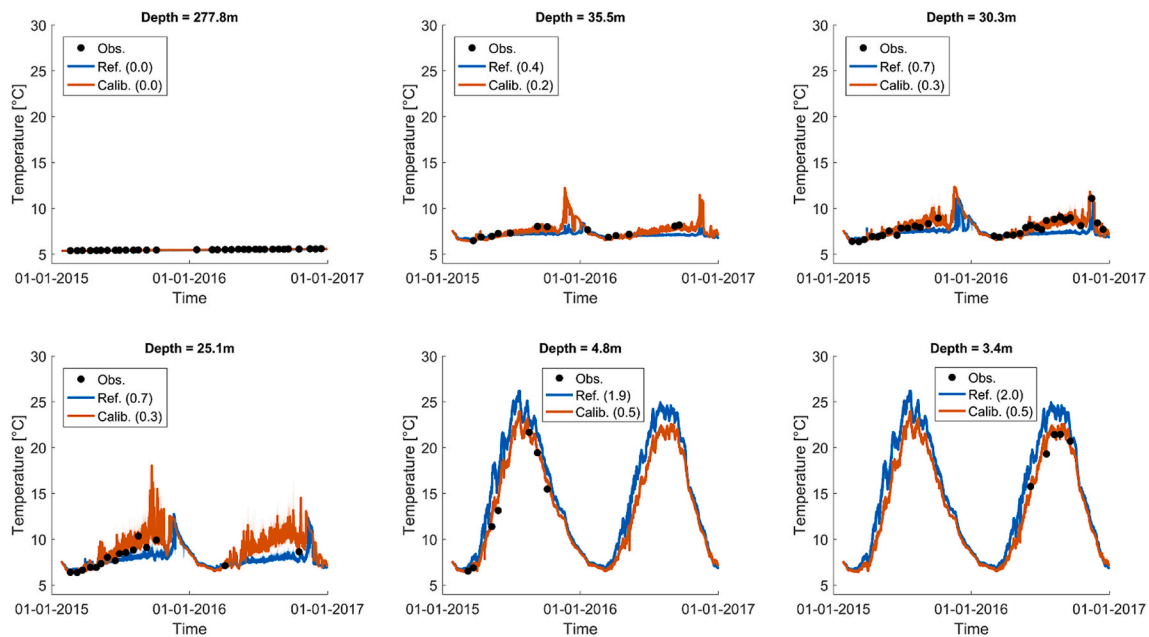 Depth = 277.8m
30
25
20
15
10
5
Temperature [°C]
Obs.
Ref. (0.0)
Calib. (0.0)
01-01-2015
01-01-2016
01-01-2017
Time
Depth = 35.5m
30
25
20
15
10
5
Temperature [°C]
Obs.
Ref. (0.4)
Calib. (0.2)
01-01-2015
01-01-2016
01-01-2017
Time
Depth = 30.3m
30
25
20
15
10
5
Temperature [°C]
Obs.
Ref. (0.7)
Calib. (0.3)
01-01-2015
01-01-2016
01-01-2017
Time
Depth = 25.1m
30
25
20
15
10
5
Temperature [°C]
Obs.
Ref. (0.7)
Calib. (0.3)
01-01-2015
01-01-2016
01-01-2017
Time
Depth = 4.8m
30
25
20
15
10
5
Temperature [°C]
Obs.
Ref. (1.9)
Calib. (0.5)
01-01-2015
01-01-2016
01-01-2017
Time
Depth = 3.4m
30
25
20
15
10
5
Temperature [°C]
Obs.
Ref. (2.0)
Calib. (0.5)
01-01-2015
01-01-2016
01-01-2017
Time